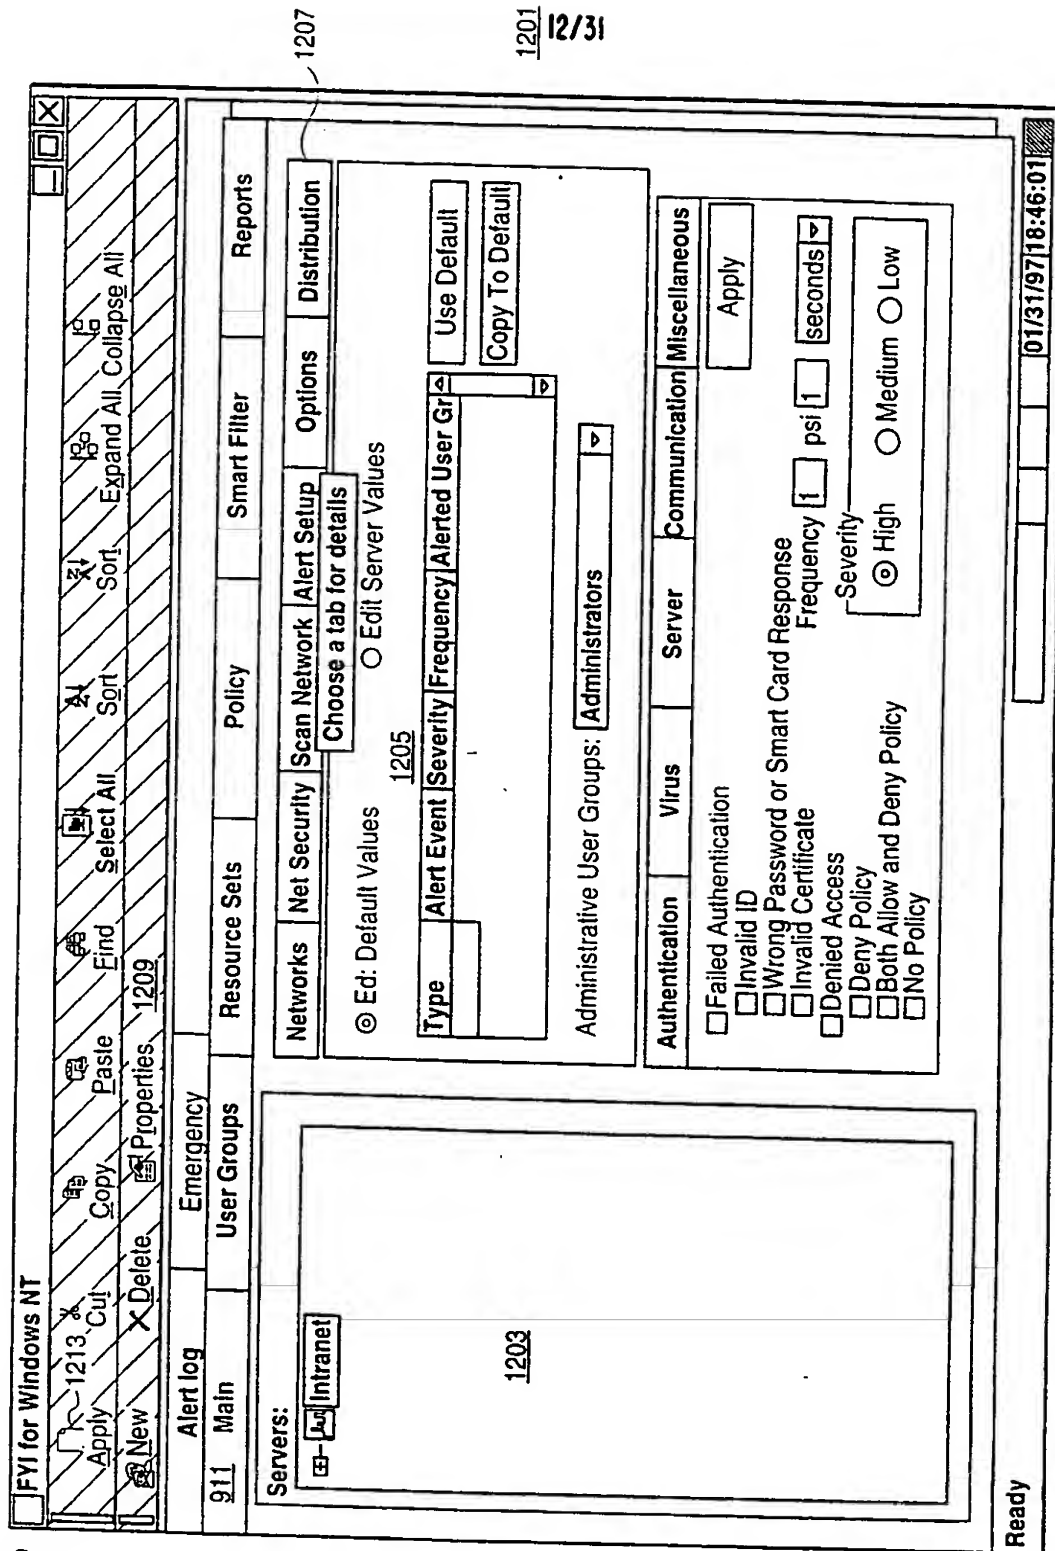 12/31
1201
1207
FYI for Windows NT
1213
Apply Cut Copy Paste Find Select All Sort Sort Expand All Collapse All
New Delete Properties 1209
Alert log Emergency
911 Main User Groups Resource Sets Policy Smart Filter Reports
Servers:
Intranet
1203
Networks Net Security Scan Network Alert Setup Options Distribution
Choose a tab for details
Ed: Default Values Edit Server Values
1205
Type Alert Event Severity Frequency Alerted User Gr
Use Default
Copy To Default
Administrative User Groups: Administrators
Authentication Virus Server Communication Miscellaneous
Failed Authentication
Invalid ID
Wrong Password or Smart Card Response
Invalid Certificate
Denied Access
Deny Policy
Both Allow and Deny Policy
No Policy
Apply
Frequency 1 psi 1 seconds
Severity
High Medium Low
Ready 01/31/97 18:46:01